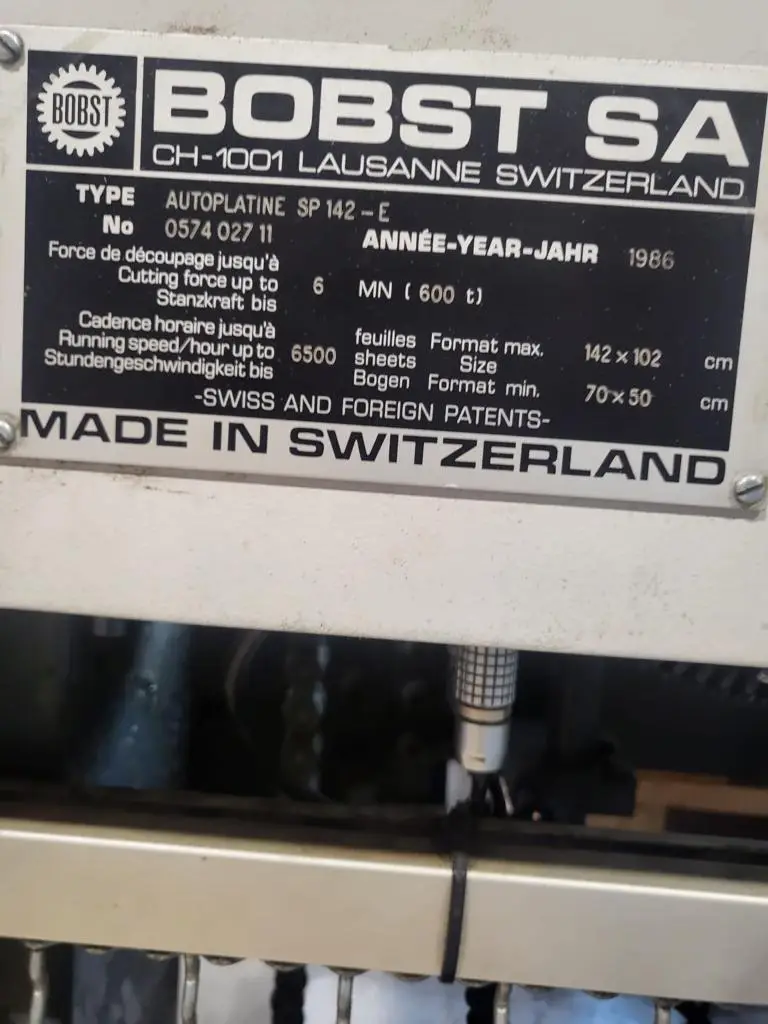 BOBST
BOBST SA
CH-1001 LAUSANNE SWITZERLAND
TYPE AUTOPLATINE SP 142-E
No 0574 027 11
ANNÉE-YEAR-JAHR 1986
Force de découpage jusqu'à
Cutting force up to 6 MN ( 600 t)
Stanzkraft bis
Cadence horaire jusqu'à feuilles Format max. 142 x 102 cm
Running speed/hour up to 6500 sheets Size
Stundengeschwindigkeit bis Bogen Format min. 70 x 50 cm
-SWISS AND FOREIGN PATENTS-
MADE IN SWITZERLAND